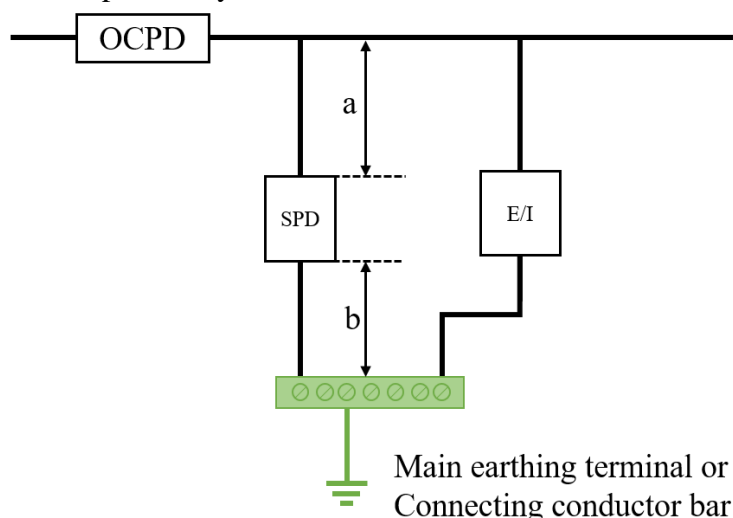 OCPD
a
SPD
E/I
b
Main earthing terminal or
Connecting conductor bar